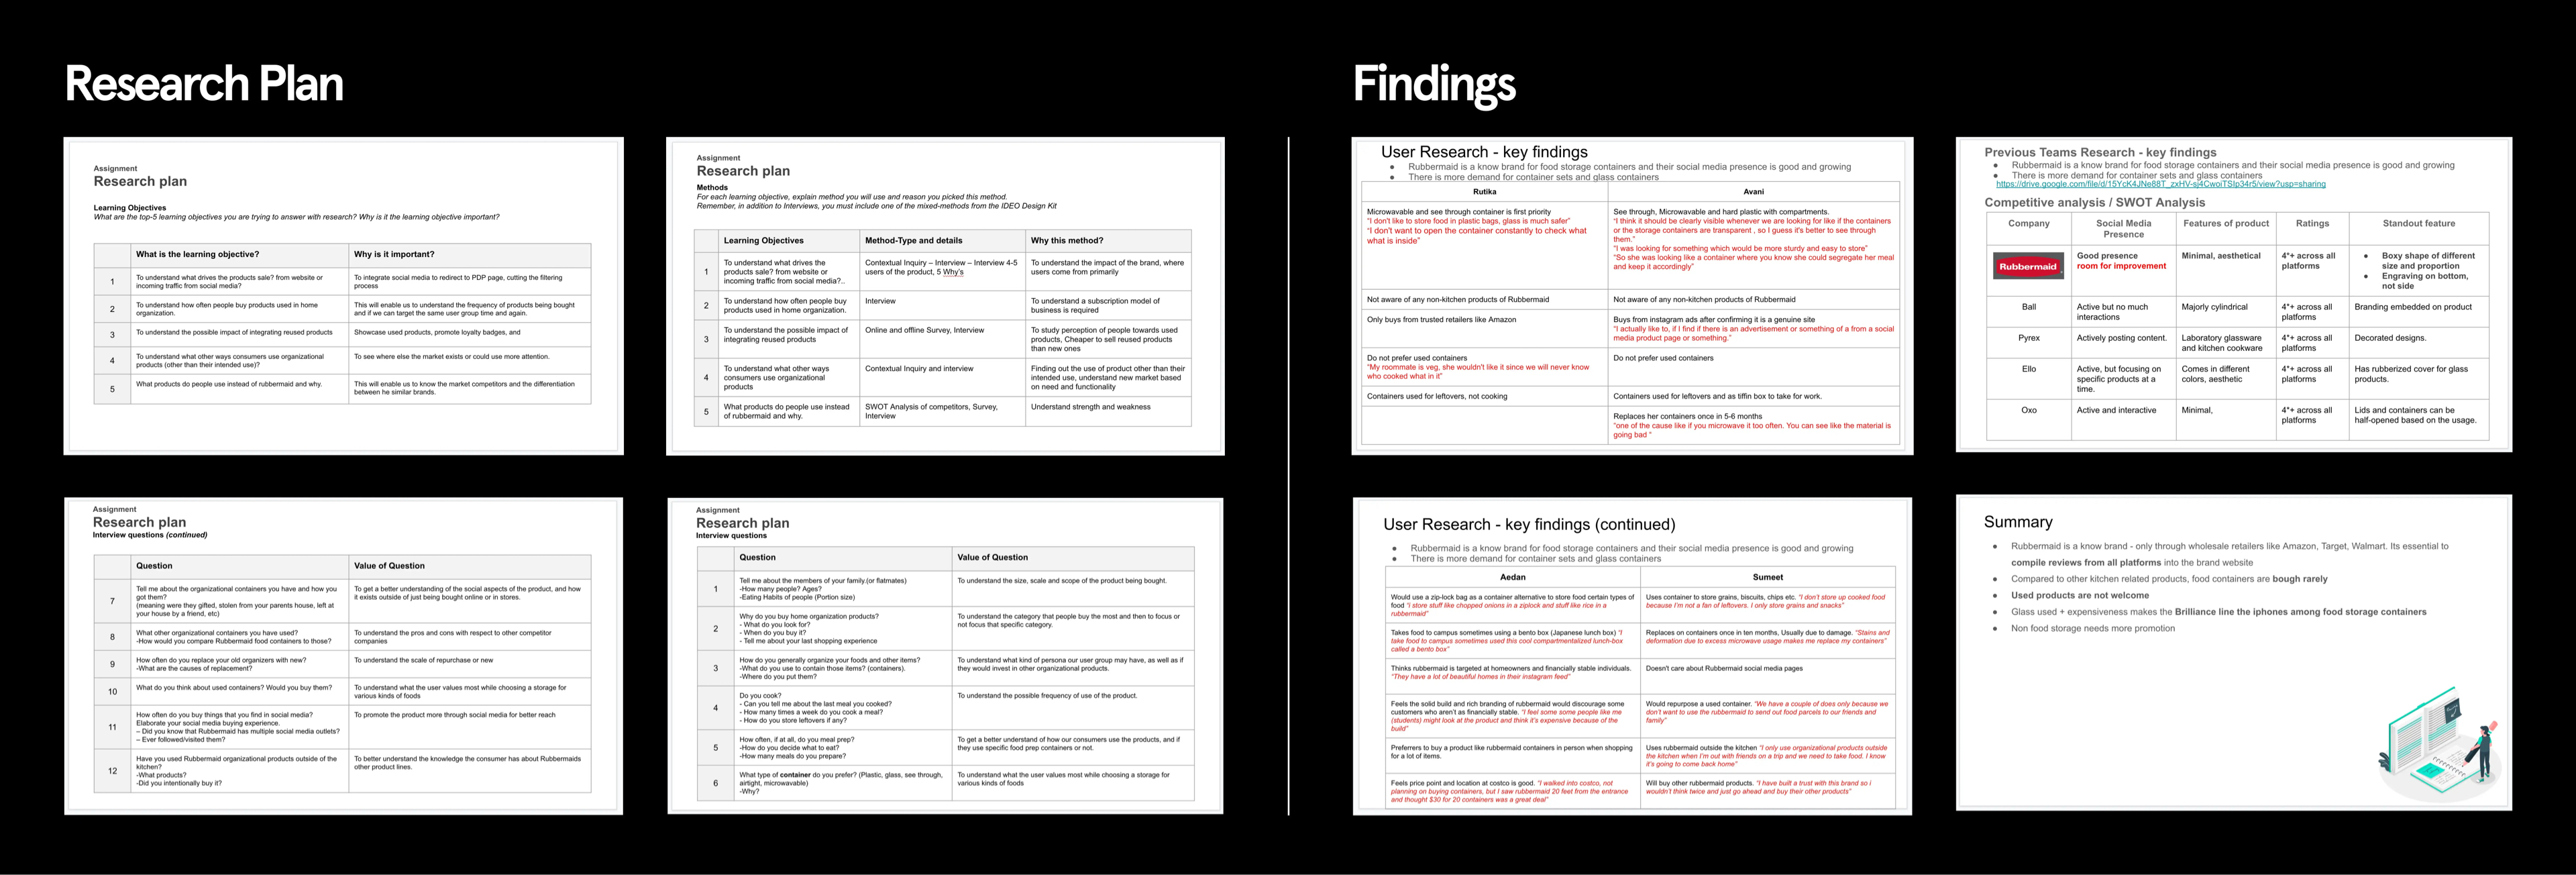 Research Plan
Assignment
Research plan
Learning Objectives
What are the top-5 learning objectives you are trying to answer with research? Why is it the learning objective important?
What is the learning objective?
Why is it important?
1
To understand what drives the products sale? from website or
incoming traffic from social media?
To integrate social media to redirect to PDP page, cutting the filtering
process
2
To understand how often people buy products used in home
organization.
This will enable us to understand the frequency of products being bought
and if we can target the same user group time and again.
3
To understand the possible impact of integrating reused products
Showcase used products, promote loyalty badges, and
4
To understand what other ways consumers use organizational
products (other than their intended use)?
To see where else the market exists or could use more attention.
5
What products do people use instead of rubbermaid and why.
This will enable us to know the market competitors and the differentiation
between he similar brands.
Assignment
Research plan
Methods
For each learning objective, explain method you will use and reason you picked this method.
Remember, in addition to Interviews, you must include one of the mixed-methods from the IDEO Design Kit
Learning Objectives
Method-Type and details
Why this method?
1
To understand what drives the
products sale? from website or
incoming traffic from social media?..
Contextual Inquiry – Interview – Interview 4-5
users of the product, 5 Why's
To understand the impact of the brand, where
users come from primarily
2
To understand how often people buy
products used in home organization.
Interview
To understand a subscription model of
business is required
3
To understand the possible impact of
integrating reused products
Online and offline Survey, Interview
To study perception of people towards used
products, Cheaper to sell reused products
than new ones
4
To understand what other ways
consumers use organizational
products
Contextual Inquiry and interview
Finding out the use of product other than their
intended use, understand new market based
on need and functionality
5
What products do people use instead
of rubbermaid and why.
SWOT Analysis of competitors, Survey,
Interview
Understand strength and weakness
Assignment
Research plan
Interview questions (continued)
Question
Value of Question
7
Tell me about the organizational containers you have and how you
got them?
(meaning were they gifted, stolen from your parents house, left at
your house by a friend, etc)
To get a better understanding of the social aspects of the product, and how
it exists outside of just being bought online or in stores.
8
What other organizational containers you have used?
-How would you compare Rubbermaid food containers to those?
To understand the pros and cons with respect to other competitor
companies
9
How often do you replace your old organizers with new?
-What are the causes of replacement?
To understand the scale of repurchase or new
10
What do you think about used containers? Would you buy them?
To understand what the user values most while choosing a storage for
various kinds of foods
11
How often do you buy things that you find in social media?
Elaborate your social media buying experience.
– Did you know that Rubbermaid has multiple social media outlets?
– Ever followed/visited them?
To promote the product more through social media for better reach
12
Have you used Rubbermaid organizational products outside of the
kitchen?
-What products?
-Did you intentionally buy it?
To better understand the knowledge the consumer has about Rubbermaids
other product lines.
Assignment
Research plan
Interview questions
Question
Value of Question
1
Tell me about the members of your family.(or flatmates)
-How many people? Ages?
-Eating Habits of people (Portion size)
To understand the size, scale and scope of the product being bought.
2
Why do you buy home organization products?
- What do you look for?
- When do you buy it?
- Tell me about your last shopping experience
To understand the category that people buy the most and then to focus or
not focus that specific category.
3
How do you generally organize your foods and other items?
-What do you use to contain those items? (containers).
-Where do you put them?
To understand what kind of persona our user group may have, as well as if
they would invest in other organizational products.
4
Do you cook?
- Can you tell me about the last meal you cooked?
- How many times a week do you cook a meal?
- How do you store leftovers if any?
To understand the possible frequency of use of the product.
5
How often, if at all, do you meal prep?
-How do you decide what to eat?
-How many meals do you prepare?
To get a better understanding of how our consumers use the products, and if
they use specific food prep containers or not.
6
What type of container do you prefer? (Plastic, glass, see through,
airtight, microwavable)
-Why?
To understand what the user values most while choosing a storage for
various kinds of foods
Findings
User Research - key findings
● Rubbermaid is a know brand for food storage containers and their social media presence is good and growing
● There is more demand for container sets and glass containers
Rutika
Avani
Microwavable and see through container is first priority
"I don't like to store food in plastic bags, glass is much safer"
"I don't want to open the container constantly to check what
what is inside"
See through, Microwavable and hard plastic with compartments.
"I think it should be clearly visible whenever we are looking for like if the containers
or the storage containers are transparent , so I guess it's better to see through
them."
"I was looking for something which would be more sturdy and easy to store"
"So she was looking like a container where you know she could segregate her meal
and keep it accordingly"
Not aware of any non-kitchen products of Rubbermaid
Not aware of any non-kitchen products of Rubbermaid
Only buys from trusted retailers like Amazon
Buys from instagram ads after confirming it is a genuine site
"I actually like to, if I find if there is an advertisement or something of a from a social
media product page or something."
Do not prefer used containers
"My roommate is veg, she wouldn't like it since we will never know
who cooked what in it"
Do not prefer used containers
Containers used for leftovers, not cooking
Containers used for leftovers and as tiffin box to take for work.
Replaces her containers once in 5-6 months
"one of the cause like if you microwave it too often. You can see like the material is
going bad "
Previous Teams Research - key findings
● Rubbermaid is a know brand for food storage containers and their social media presence is good and growing
● There is more demand for container sets and glass containers
Competitive analysis / SWOT Analysis
Company
Social Media
Presence
Features of product
Ratings
Standout feature
Rubbermaid
Good presence
room for improvement
Minimal, aesthetical
4*+ across all
platforms
● Boxy shape of different
size and proportion
● Engraving on bottom,
not side
Ball
Active but no much
interactions
Majorly cylindrical
4*+ across all
platforms
Branding embedded on product
Pyrex
Actively posting content.
Laboratory glassware
and kitchen cookware
4*+ across all
platforms
Decorated designs.
Ello
Active, but focusing on
specific products at a
time.
Comes in different
colors, aesthetic
4*+ across all
platforms
Has rubberized cover for glass
products.
Oxo
Active and interactive
Minimal,
4*+ across all
platforms
Lids and containers can be
half-opened based on the usage.
User Research - key findings (continued)
● Rubbermaid is a know brand for food storage containers and their social media presence is good and growing
● There is more demand for container sets and glass containers
Aedan
Sumeet
Would use a zip-lock bag as a container alternative to store food certain types of
food "i store stuff like chopped onions in a ziplock and stuff like rice in a
rubbermaid"
Uses container to store grains, biscuits, chips etc. "I don't store up cooked food
because I'm not a fan of leftovers. I only store grains and snacks"
Takes food to campus sometimes using a bento box (Japanese lunch box) "I
take food to campus sometimes used this cool compartmentalized lunch-box
called a bento box"
Replaces on containers once in ten months, Usually due to damage. "Stains and
deformation due to excess microwave usage makes me replace my containers"
Thinks rubbermaid is targeted at homeowners and financially stable individuals.
"They have a lot of beautiful homes in their instagram feed"
Doesn't care about Rubbermaid social media pages
Feels the solid build and rich branding of rubbermaid would discourage some
customers who aren't as financially stable. "I feel some some people like me
(students) might look at the product and think it's expensive because of the
build"
Would repurpose a used container. "We have a couple of does only because we
don't want to use the rubbermaid to send out food parcels to our friends and
family"
Preferrers to buy a product like rubbermaid containers in person when shopping
for a lot of items.
Uses rubbermaid outside the kitchen "I only use organizational products outside
the kitchen when I'm out with friends on a trip and we need to take food. I know
it's going to come back home"
Feels price point and location at costco is good. "I walked into costco, not
planning on buying containers, but I saw rubbermaid 20 feet from the entrance
and thought $30 for 20 containers was a great deal"
Will buy other rubbermaid products. "I have built a trust with this brand so i
wouldn't think twice and just go ahead and buy their other products"
Summary
● Rubbermaid is a know brand - only through wholesale retailers like Amazon, Target, Walmart. Its essential to
compile reviews from all platforms into the brand website
● Compared to other kitchen related products, food containers are bough rarely
● Used products are not welcome
● Glass used + expensiveness makes the Brilliance line the iphones among food storage containers
● Non food storage needs more promotion